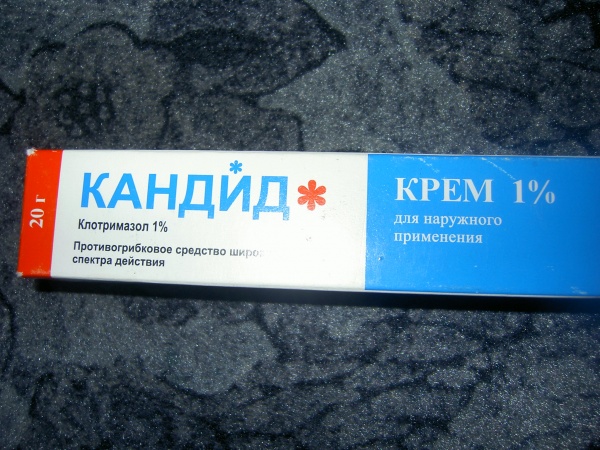 20 г
КАНДИД
Клотримазол 1%
Противогрибковое средство
спектра действия
КРЕМ 1%
для наружного
применения